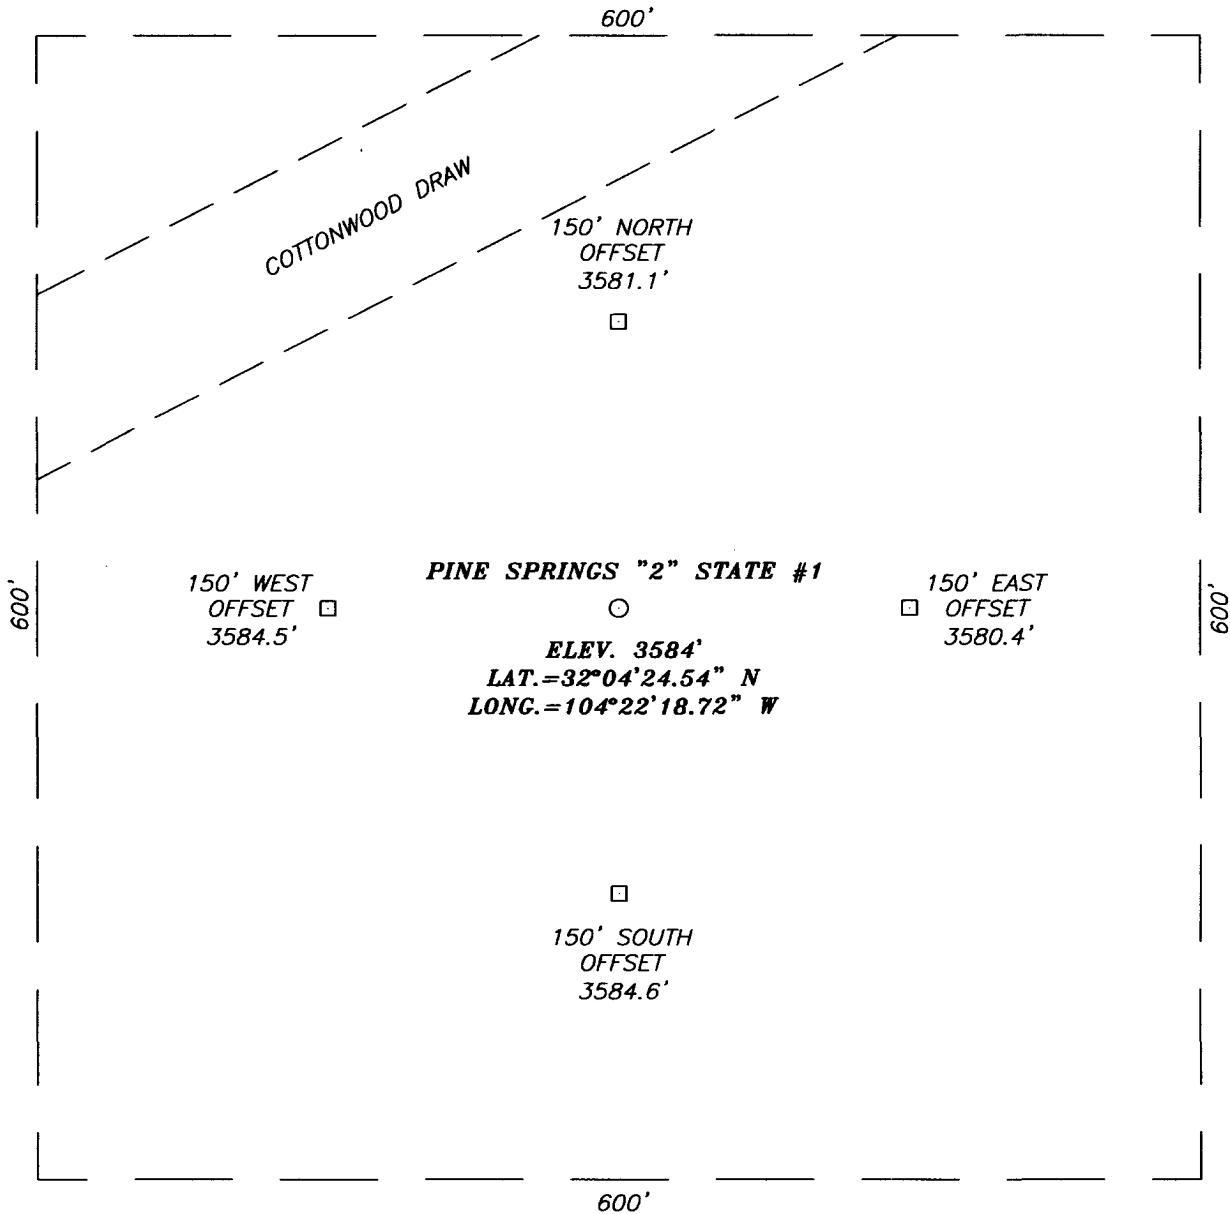 600'
COTTONWOOD DRAW
150' NORTH
OFFSET
3581.1'
600'
150' WEST
OFFSET
3584.5'
PINE SPRINGS "2" STATE #1
ELEV. 3584'
LAT.=32°04'24.54" N
LONG.=104°22'18.72" W
150' EAST
OFFSET
3580.4'
600'
150' SOUTH
OFFSET
3584.6'
600'